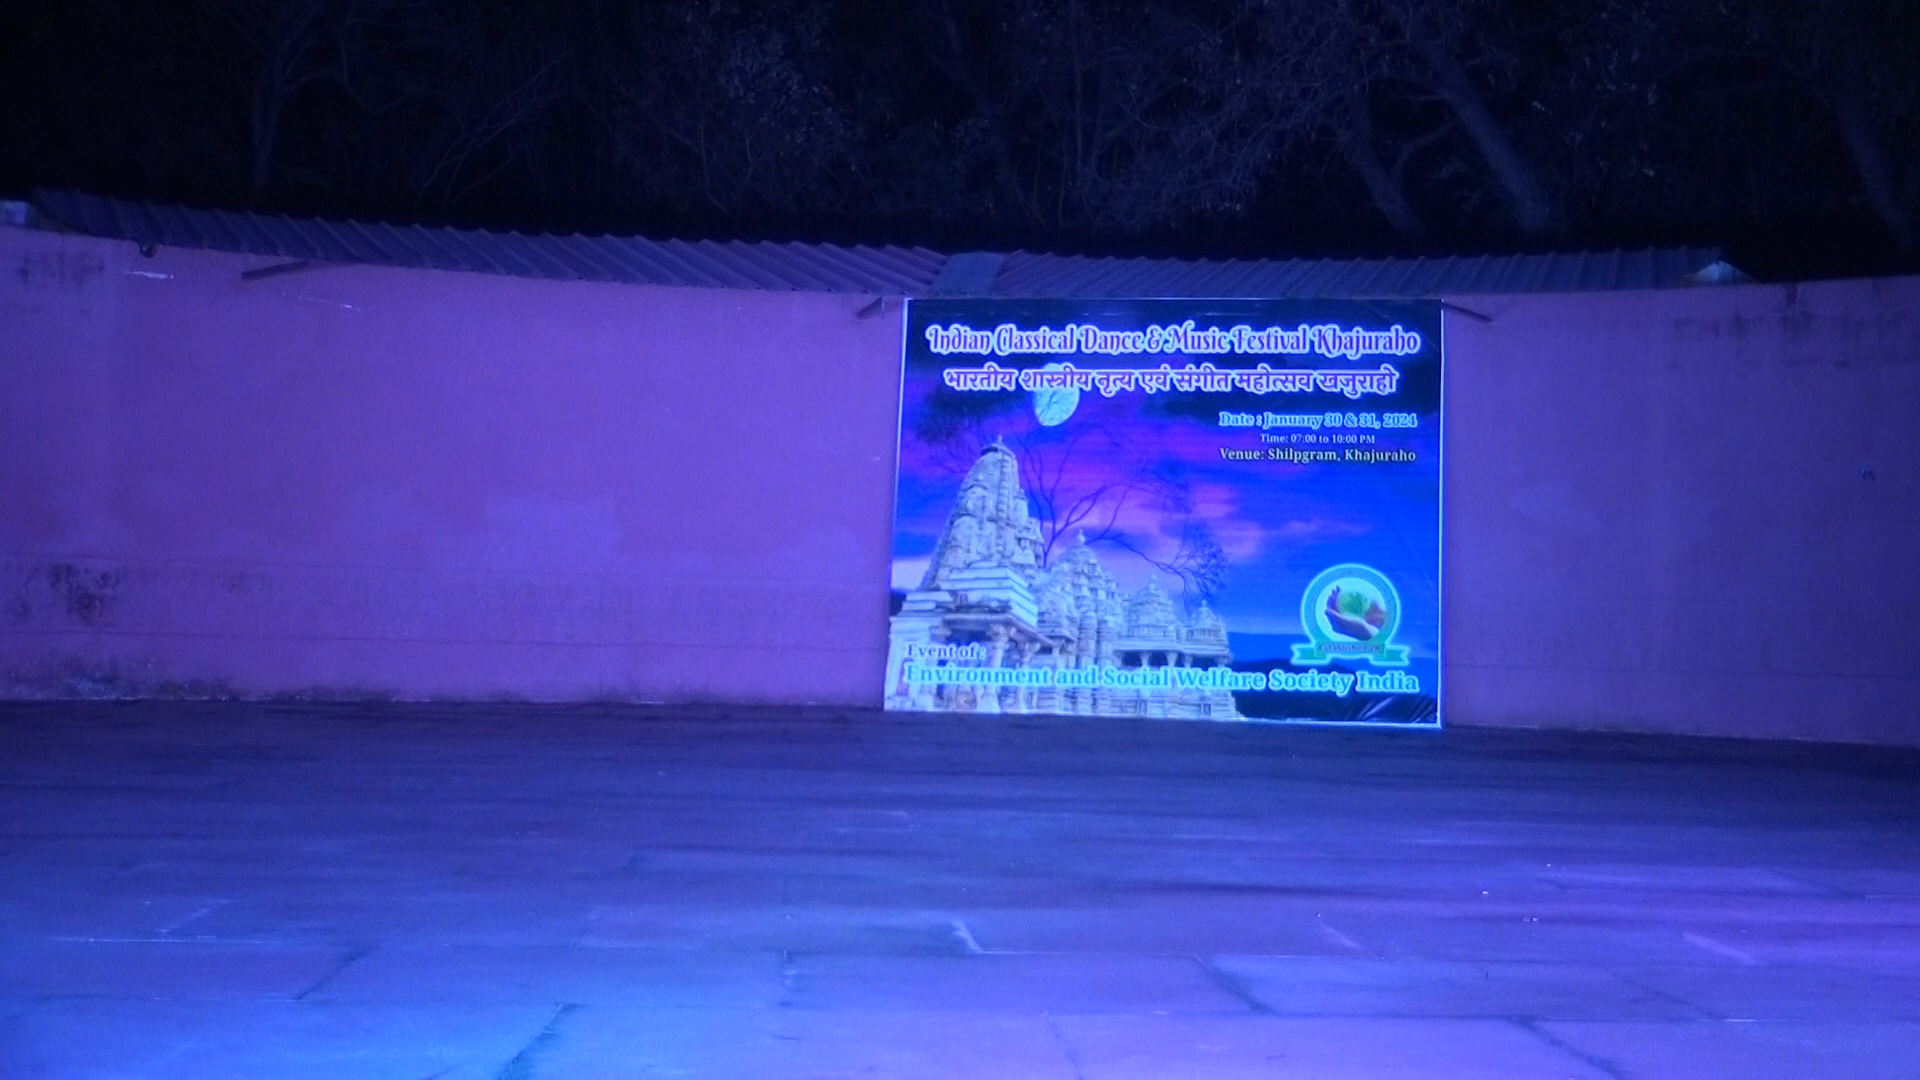 Indian Classical Dance & Music Festival Khajuraho
भारतीय शास्त्रीय नृत्य एवं संगीत महोत्सव खजुराहो
Date : January 30 & 31, 2024
Time: 07:00 to 10:00 PM
Venue: Shilpgram, Khajuraho
Event of :
Environment and Social Welfare Society India